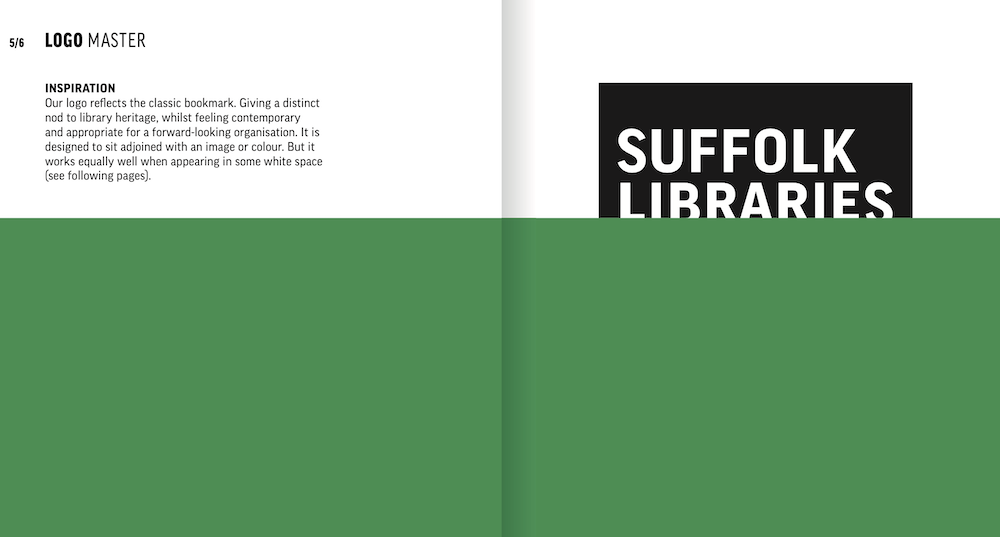 5/6 LOGO MASTER
INSPIRATION
Our logo reflects the classic bookmark. Giving a distinct
nod to library heritage, whilst feeling contemporary
and appropriate for a forward-looking organisation. It is
designed to sit adjoined with an image or colour. But it
works equally well when appearing in some white space
(see following pages).
SUFFOLK
LIBRARIES